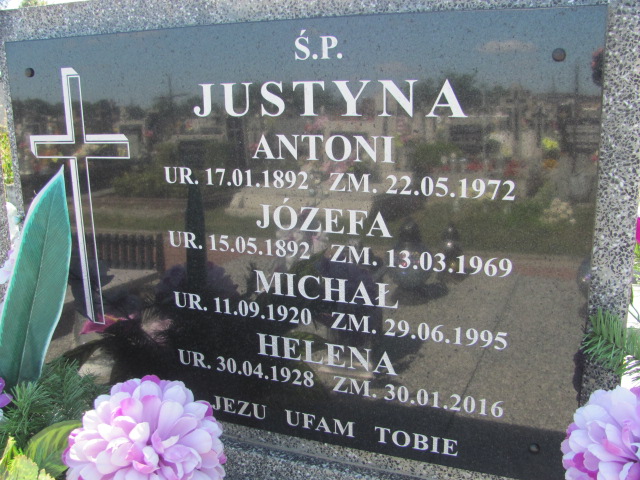 Ś.P.
JUSTYNA
ANTONI
UR. 17.01.1892 ZM. 22.05.1972
JÓZEFA
UR. 15.05.1892 ZM. 13.03.1969
MICHAŁ
UR. 11.09.1920 ZM. 29.06.1995
HELENA
UR. 30.04.1928 ZM. 30.01.2016
JEZU UFAM TOBIE